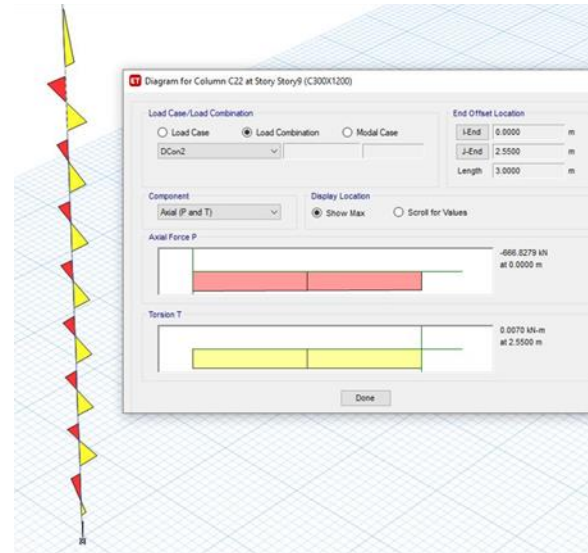 ET Diagram for Column C22 at Story Story9 (C300X1200)
Load Case/Load Combination
Load Case Load Combination Modal Case
DCon2
End Offset Location
I-End 0.0000 m
J-End 2.5500 m
Length 3.0000 m
Component
Axial (P and T)
Display Location
Show Max Scroll for Values
Axial Force P
-666.8279 kN
at 0.0000 m
Torsion T
0.0070 kN-m
at 2.5500 m
Done